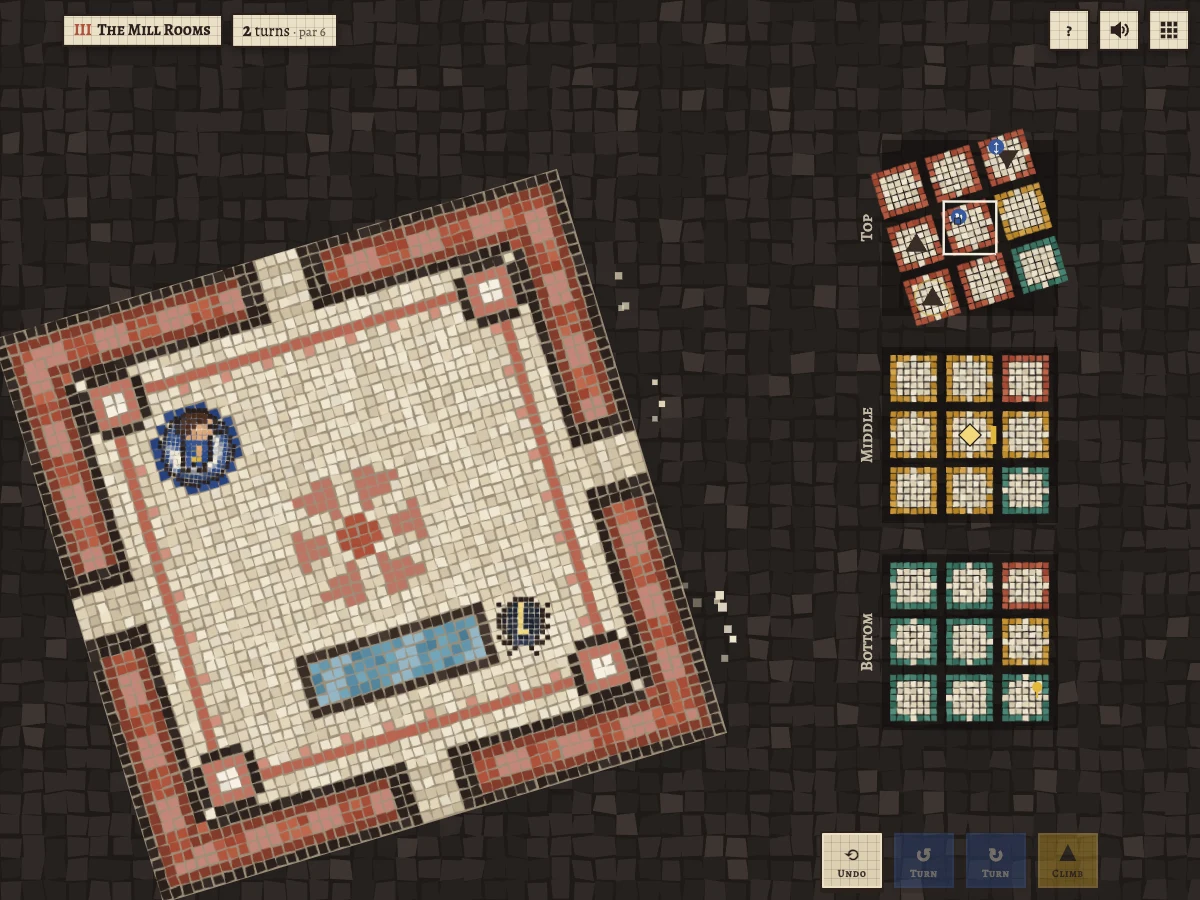 III The Mill Rooms
2 turns · par 6
?
Top
Middle
Bottom
L
Undo
Turn
Turn
Climb